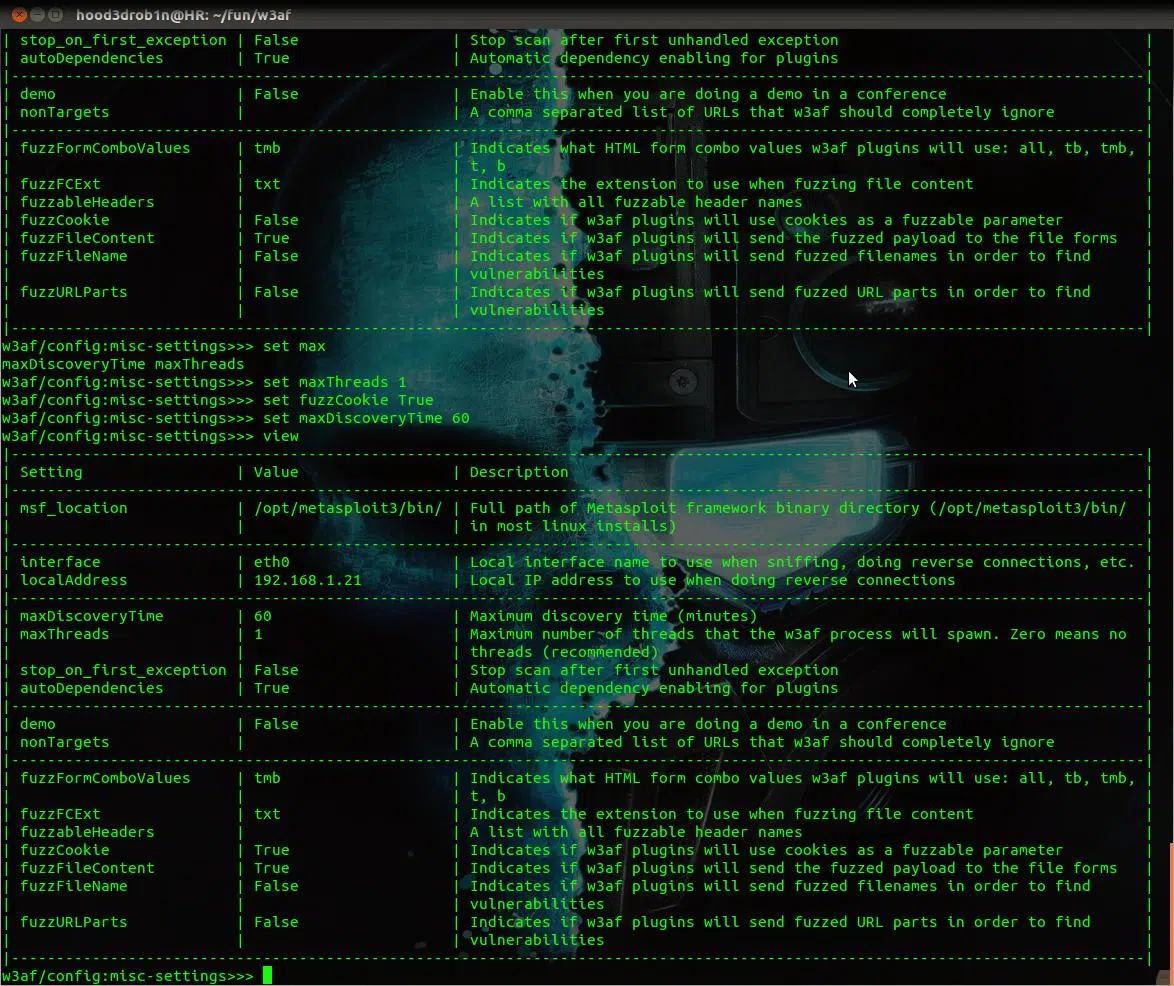 hood3drob1n@HR: ~/fun/w3af
| stop_on_first_exception | False | Stop scan after first unhandled exception |
| autoDependencies | True | Automatic dependency enabling for plugins |
|------------------------------------------------------------------------------|
| demo | False | Enable this when you are doing a demo in a conference |
| nonTargets | | A comma separated list of URLs that w3af should completely ignore |
|------------------------------------------------------------------------------|
| fuzzFormComboValues | tmb | Indicates what HTML form combo values w3af plugins will use: all, tb, tmb, |
| | | t, b |
| fuzzFCExt | txt | Indicates the extension to use when fuzzing file content |
| fuzzableHeaders | | A list with all fuzzable header names |
| fuzzCookie | False | Indicates if w3af plugins will use cookies as a fuzzable parameter |
| fuzzFileContent | True | Indicates if w3af plugins will send the fuzzed payload to the file forms |
| fuzzFileName | False | Indicates if w3af plugins will send fuzzed filenames in order to find |
| | | vulnerabilities |
| fuzzURLParts | False | Indicates if w3af plugins will send fuzzed URL parts in order to find |
| | | vulnerabilities |
|------------------------------------------------------------------------------|
w3af/config:misc-settings>>> set max
maxDiscoveryTime maxThreads
w3af/config:misc-settings>>> set maxThreads 1
w3af/config:misc-settings>>> set fuzzCookie True
w3af/config:misc-settings>>> set maxDiscoveryTime 60
w3af/config:misc-settings>>> view
|------------------------------------------------------------------------------|
| Setting | Value | Description |
|------------------------------------------------------------------------------|
| msf_location | /opt/metasploit3/bin/ | Full path of Metasploit framework binary directory (/opt/metasploit3/bin/ |
| | | in most linux installs) |
|------------------------------------------------------------------------------|
| interface | eth0 | Local interface name to use when sniffing, doing reverse connections, etc. |
| localAddress | 192.168.1.21 | Local IP address to use when doing reverse connections |
|------------------------------------------------------------------------------|
| maxDiscoveryTime | 60 | Maximum discovery time (minutes) |
| maxThreads | 1 | Maximum number of threads that the w3af process will spawn. Zero means no |
| | | threads (recommended) |
| stop_on_first_exception | False | Stop scan after first unhandled exception |
| autoDependencies | True | Automatic dependency enabling for plugins |
|------------------------------------------------------------------------------|
| demo | False | Enable this when you are doing a demo in a conference |
| nonTargets | | A comma separated list of URLs that w3af should completely ignore |
|------------------------------------------------------------------------------|
| fuzzFormComboValues | tmb | Indicates what HTML form combo values w3af plugins will use: all, tb, tmb, |
| | | t, b |
| fuzzFCExt | txt | Indicates the extension to use when fuzzing file content |
| fuzzableHeaders | | A list with all fuzzable header names |
| fuzzCookie | True | Indicates if w3af plugins will use cookies as a fuzzable parameter |
| fuzzFileContent | True | Indicates if w3af plugins will send the fuzzed payload to the file forms |
| fuzzFileName | False | Indicates if w3af plugins will send fuzzed filenames in order to find |
| | | vulnerabilities |
| fuzzURLParts | False | Indicates if w3af plugins will send fuzzed URL parts in order to find |
| | | vulnerabilities |
|------------------------------------------------------------------------------|
w3af/config:misc-settings>>>